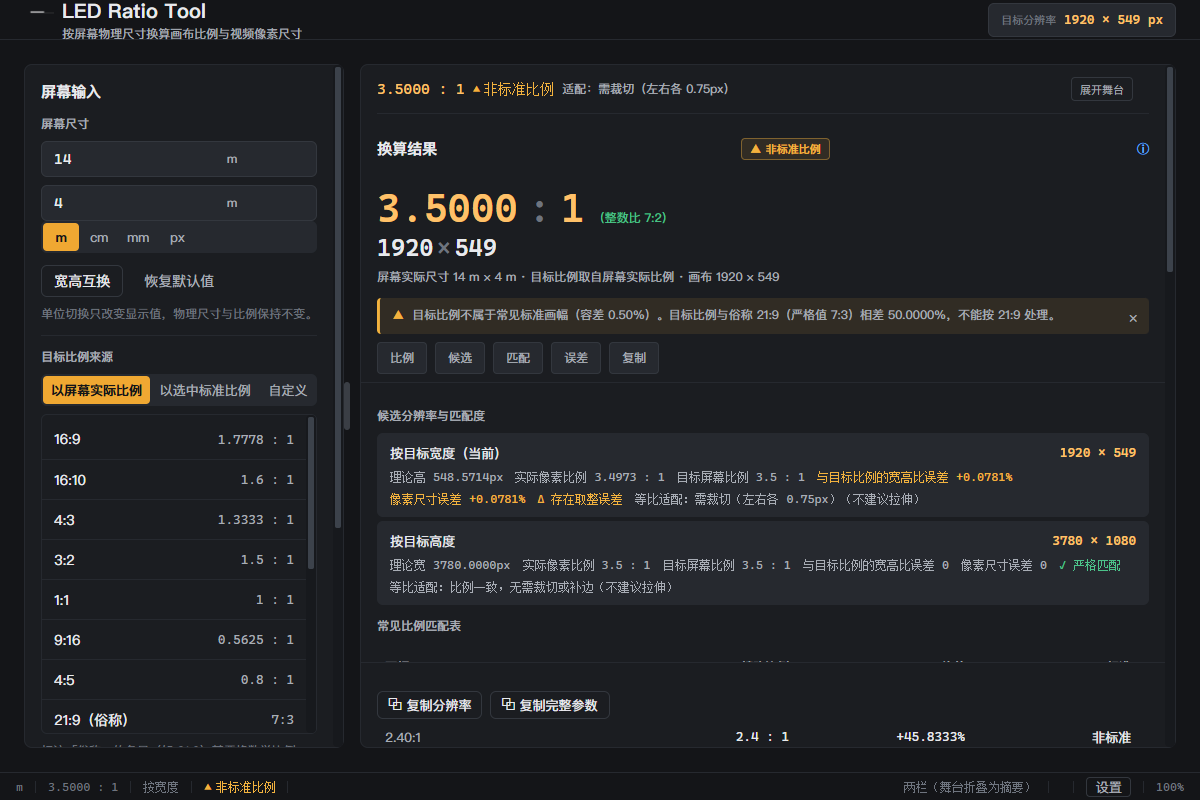 LED Ratio Tool
按屏幕物理尺寸换算画布比例与视频像素尺寸
目标分辨率 1920 × 549 px
屏幕输入
屏幕尺寸
14 m
4 m
m cm mm px
宽高互换 恢复默认值
单位切换只改变显示值，物理尺寸与比例保持不变。
目标比例来源
以屏幕实际比例 以选中标准比例 自定义
16:9 1.7778 : 1
16:10 1.6 : 1
4:3 1.3333 : 1
3:2 1.5 : 1
1:1 1 : 1
9:16 0.5625 : 1
4:5 0.8 : 1
21:9（俗称） 7:3
3.5000 : 1 ▲非标准比例 适配：需裁切（左右各 0.75px）
展开舞台
换算结果
▲ 非标准比例
ⓘ
3.5000 : 1 (整数比 7:2)
1920×549
屏幕实际尺寸 14 m × 4 m · 目标比例取自屏幕实际比例 · 画布 1920 × 549
▲ 目标比例不属于常见标准画幅（容差 0.50%）。目标比例与俗称 21:9（严格值 7:3）相差 50.0000%，不能按 21:9 处理。 ×
比例 候选 匹配 误差 复制
候选分辨率与匹配度
按目标宽度（当前） 1920 × 549
理论高 548.5714px 实际像素比例 3.4973 : 1 目标屏幕比例 3.5 : 1 与目标比例的宽高比误差 +0.0781%
像素尺寸误差 +0.0781% Δ 存在取整误差 等比适配：需裁切（左右各 0.75px）（不建议拉伸）
按目标高度 3780 × 1080
理论宽 3780.0000px 实际像素比例 3.5 : 1 目标屏幕比例 3.5 : 1 与目标比例的宽高比误差 0 像素尺寸误差 0 ✓ 严格匹配
等比适配：比例一致，无需裁切或补边（不建议拉伸）
常见比例匹配表
复制分辨率 复制完整参数
2.40:1 2.4 : 1 +45.8333% 非标准
m 3.5000 : 1 按宽度 ▲非标准比例
两栏（舞台折叠为摘要） 设置 100%